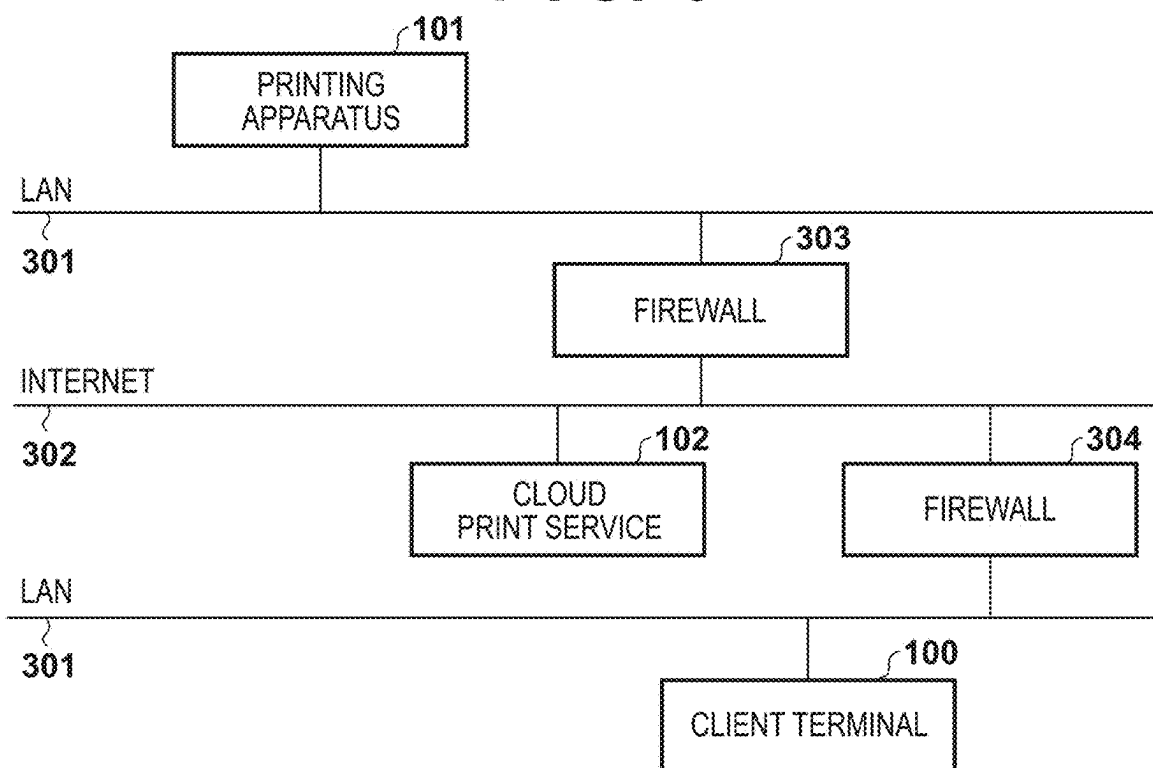 101
PRINTING
APPARATUS
LAN
301
303
FIREWALL
INTERNET
302
102
CLOUD
PRINT SERVICE
304
FIREWALL
LAN
301
100
CLIENT TERMINAL